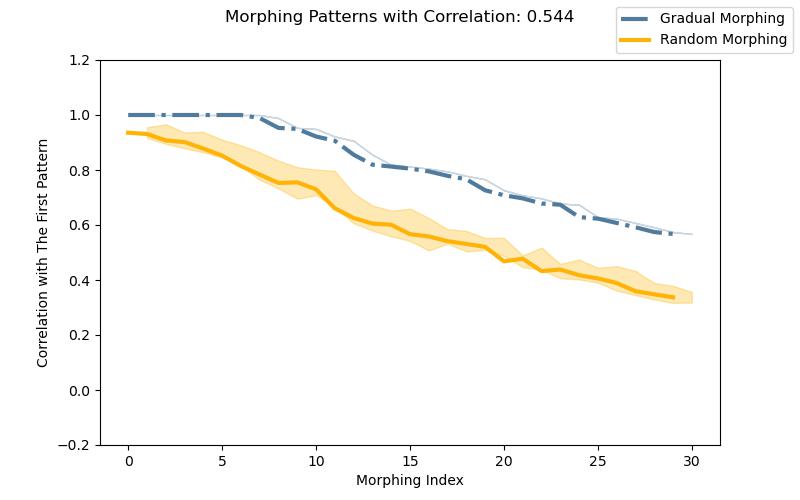 Morphing Patterns with Correlation: 0.544
Gradual Morphing
Random Morphing
1.2
1.0
0.8
0.6
0.4
0.2
0.0
−0.2
Correlation with The First Pattern
0 5 10 15 20 25 30
Morphing Index